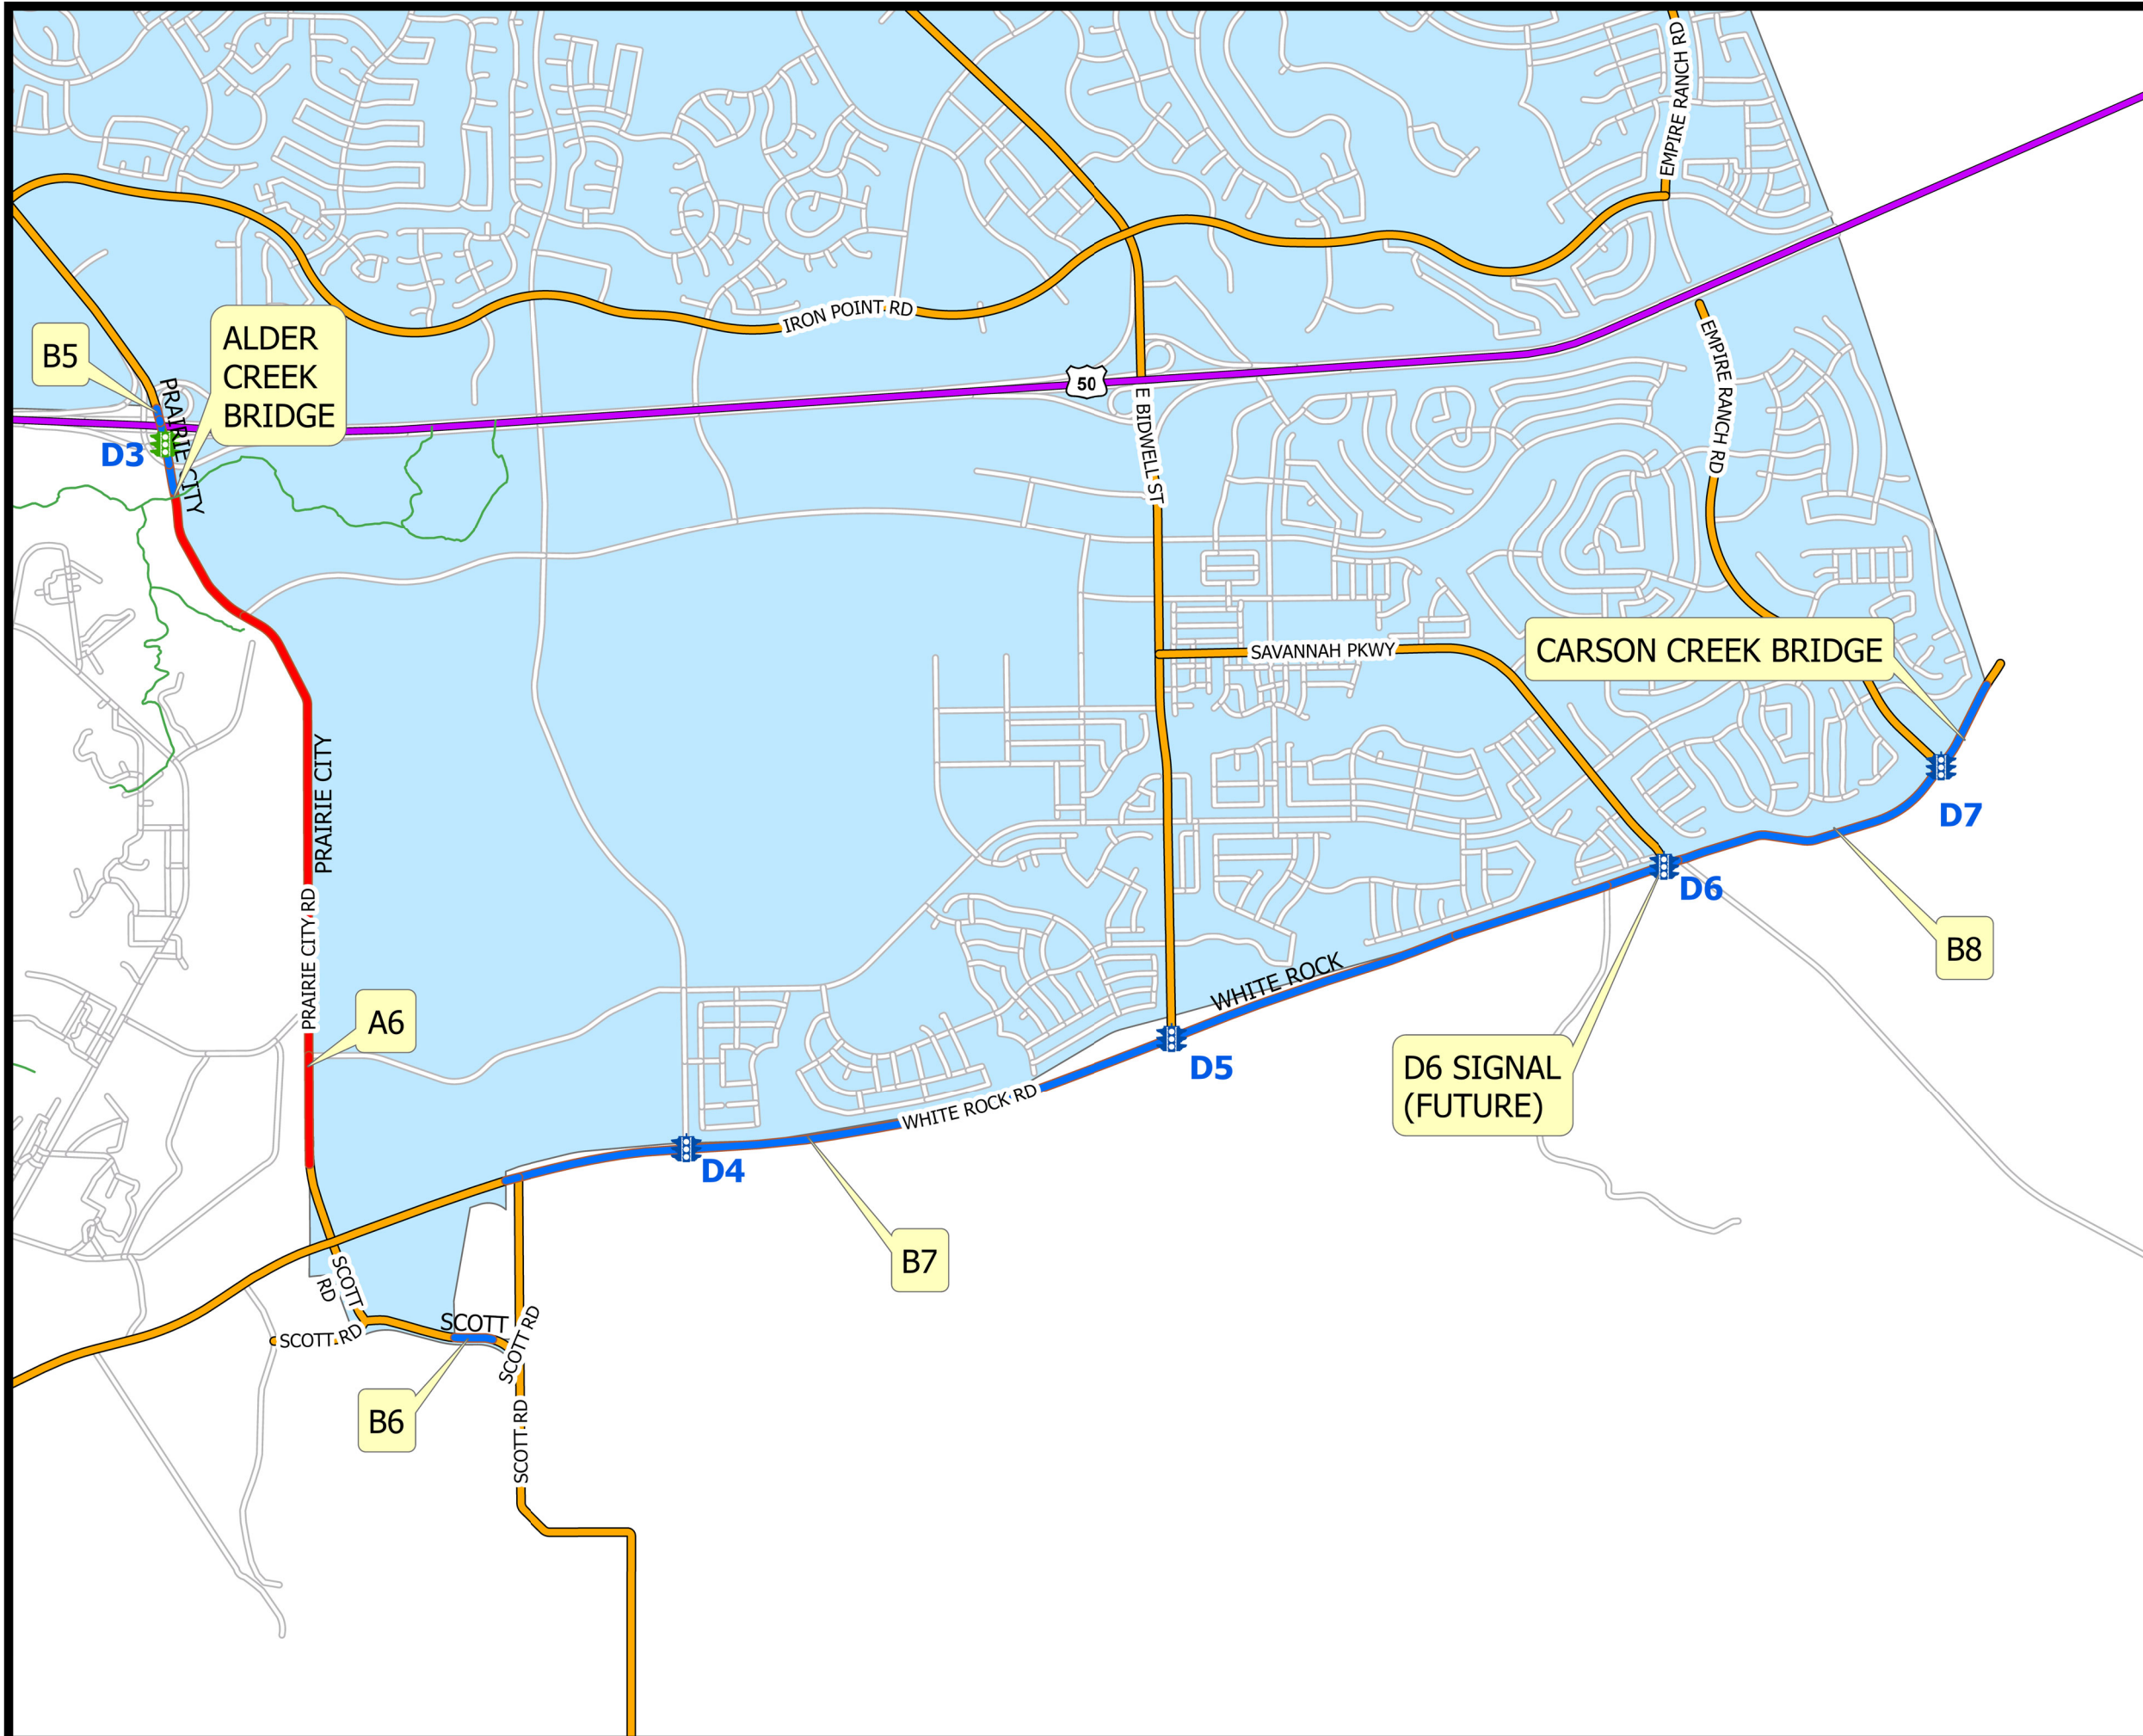 EMPIRE RANCH RD
IRON POINT RD
B5
ALDER
CREEK
BRIDGE
PRAIRIE CITY
50
E BIDWELL ST
EMPIRE RANCH RD
D3
SAVANNAH PKWY
CARSON CREEK BRIDGE
PRAIRIE CITY
D7
D6
PRAIRIE CITY RD
B8
WHITE ROCK
A6
D5
D6 SIGNAL
(FUTURE)
WHITE ROCK RD
D4
B7
SCOTT
RD
SCOTT RD
SCOTT
SCOTT RD
B6
SCOTT RD